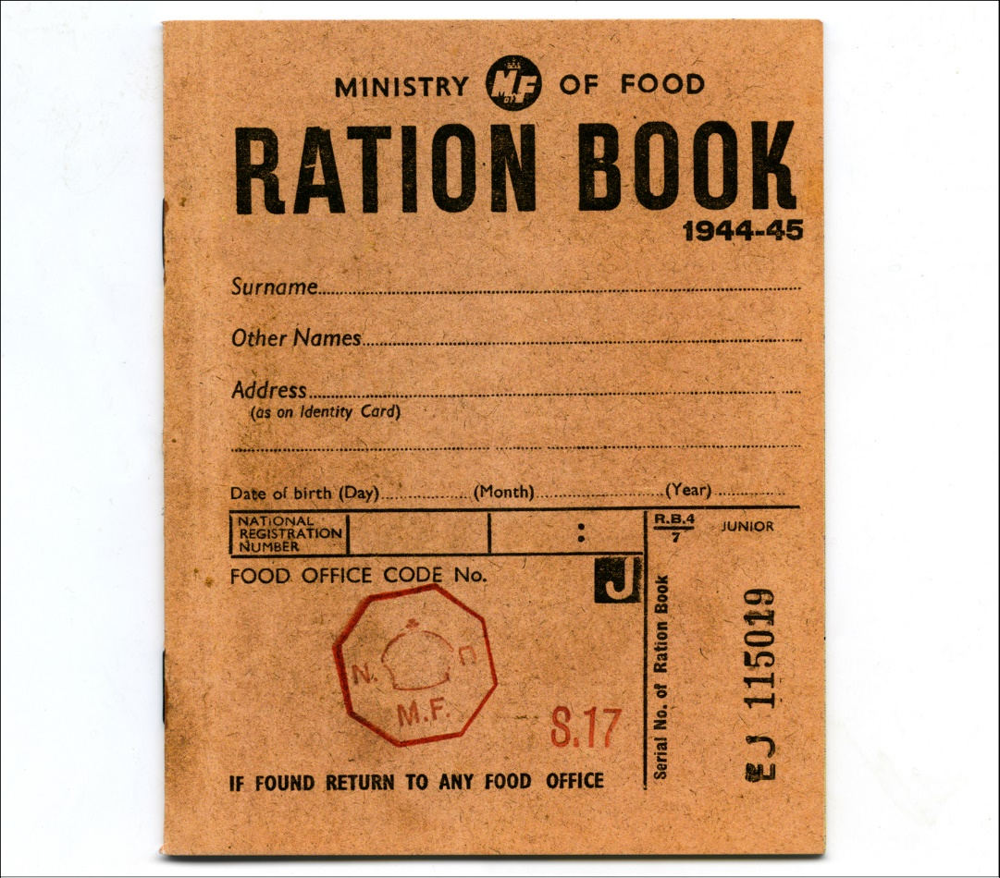 MINISTRY MF OF FOOD
RATION BOOK
1944-45
Surname
Other Names
Address
(as on Identity Card)
Date of birth (Day) (Month) (Year)
NATIONAL
REGISTRATION
NUMBER
:
R.B.4
7
JUNIOR
FOOD OFFICE CODE No.
J
N.
M.F.
S.17
Serial No. of Ration Book
EJ 115019
IF FOUND RETURN TO ANY FOOD OFFICE